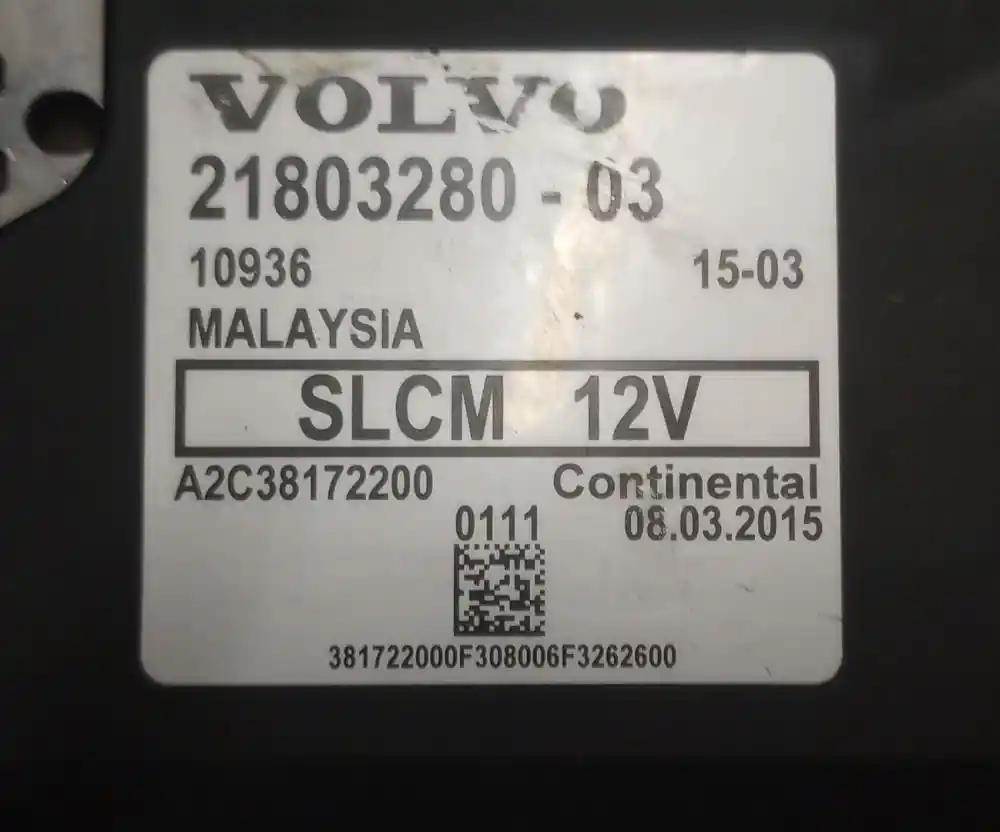 VOLVO
21803280 - 03
10936 15-03
MALAYSIA
SLCM 12V
A2C38172200 Continental
0111 08.03.2015
381722000F308006F3262600